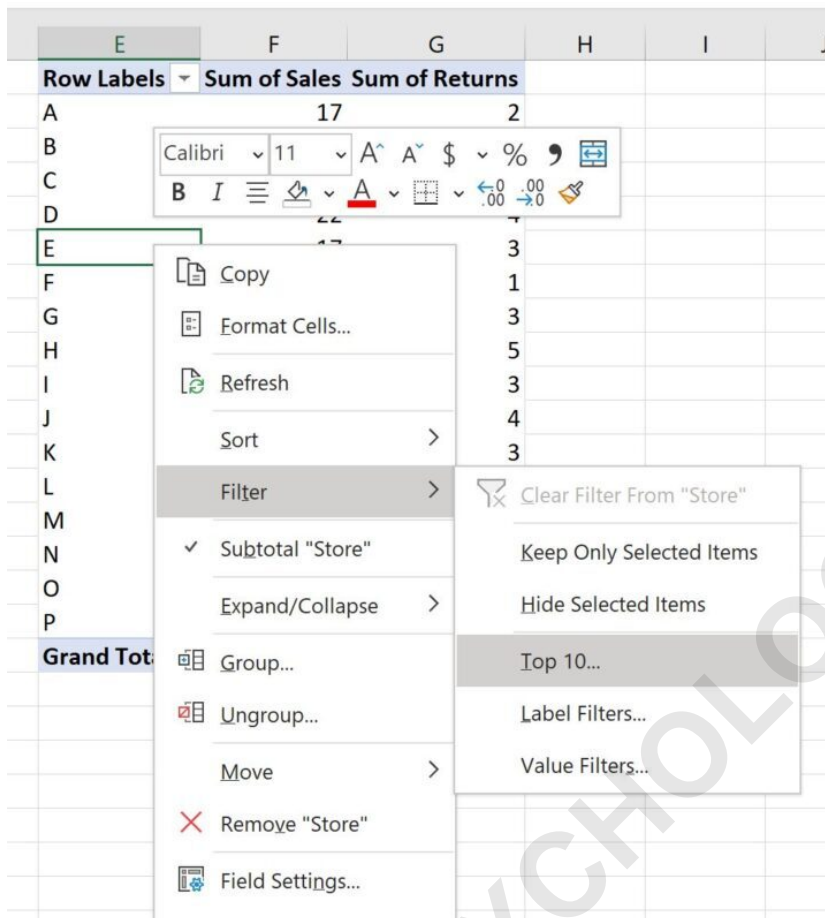 E F G H I
Row Labels Sum of Sales Sum of Returns
A 17 2
B
C
D
E 3
F 1
G 3
H 5
I 3
J 4
K 3
L
M
N
O
P
Grand
Calibri 11 A A $ % ,
B I A .00 .00
Copy
Format Cells...
Refresh
Sort
Filter
Subtotal "Store"
Expand/Collapse
Group...
Ungroup...
Move
Remove "Store"
Field Settings...
Clear Filter From "Store"
Keep Only Selected Items
Hide Selected Items
Top 10...
Label Filters...
Value Filters...